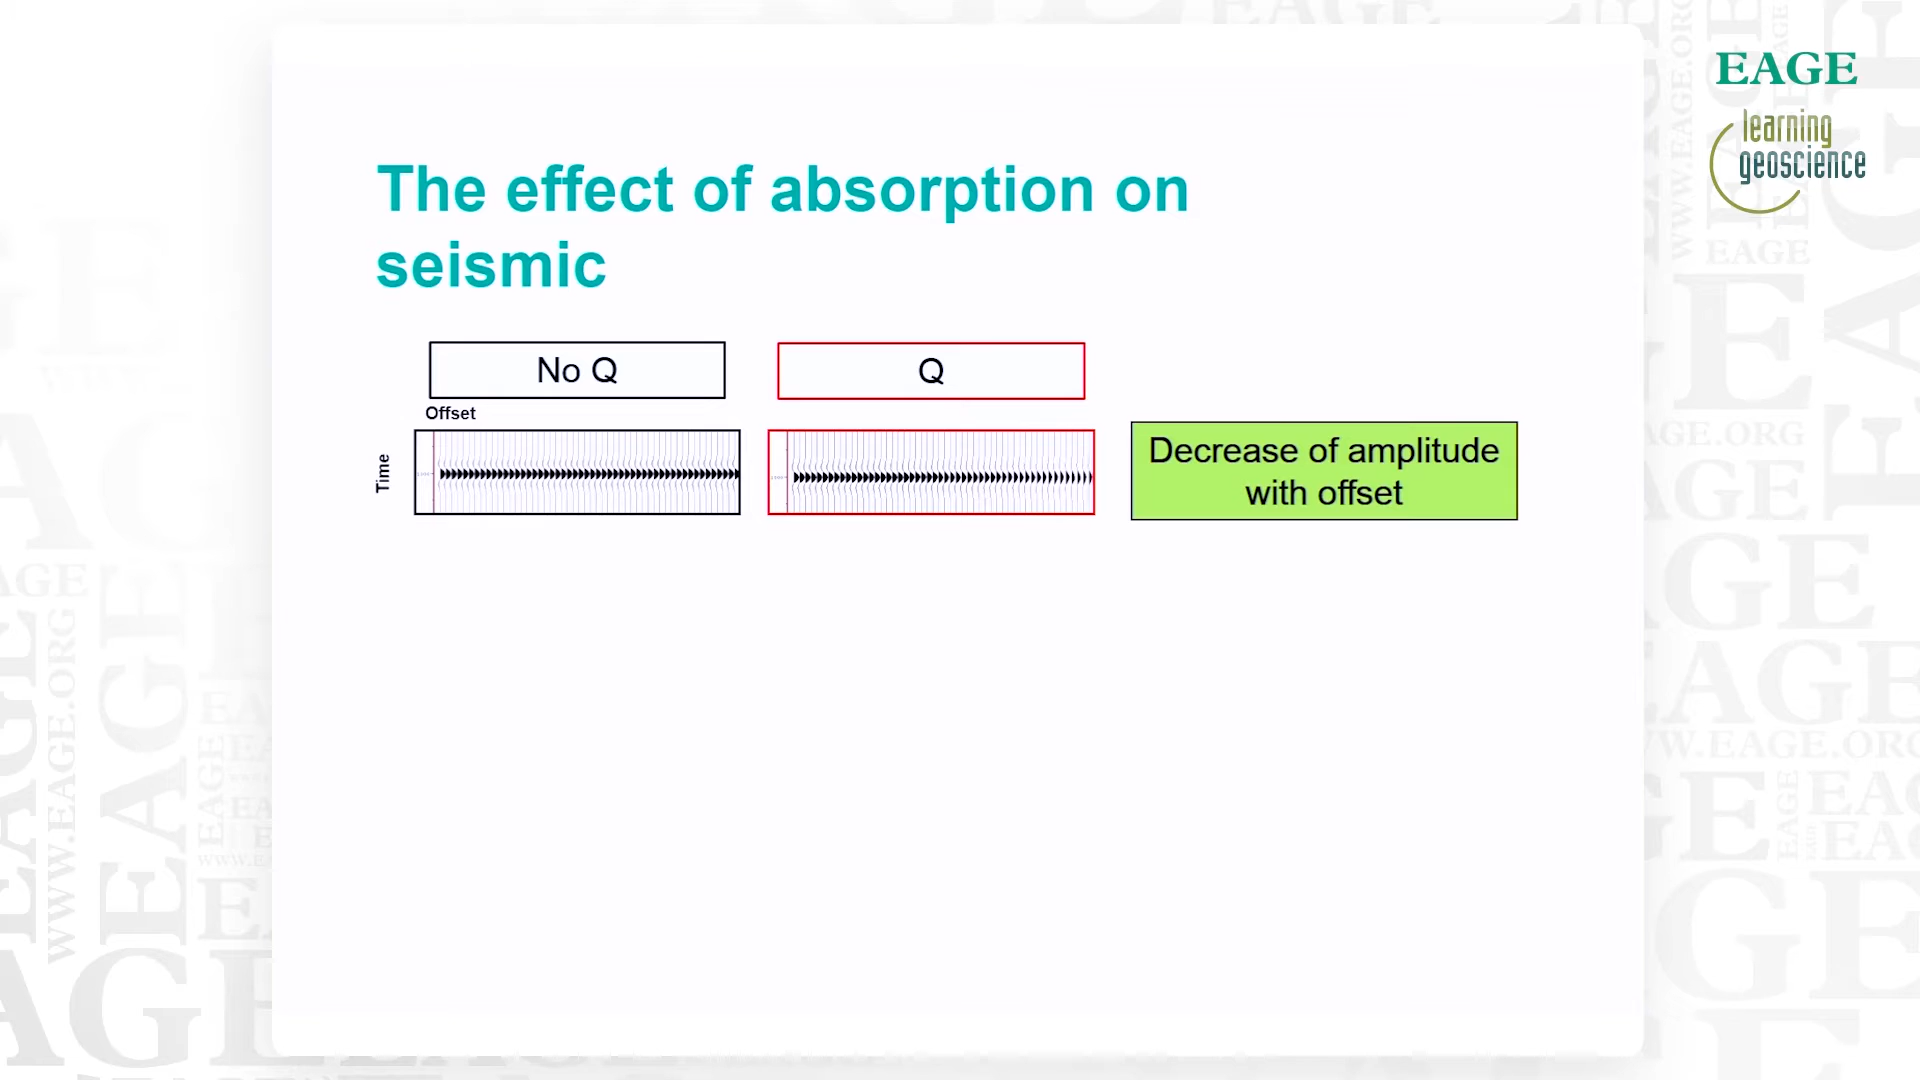 EAGE
learning
geoscience
The effect of absorption on
seismic
No Q
Q
Offset
Time
Decrease of amplitude
with offset